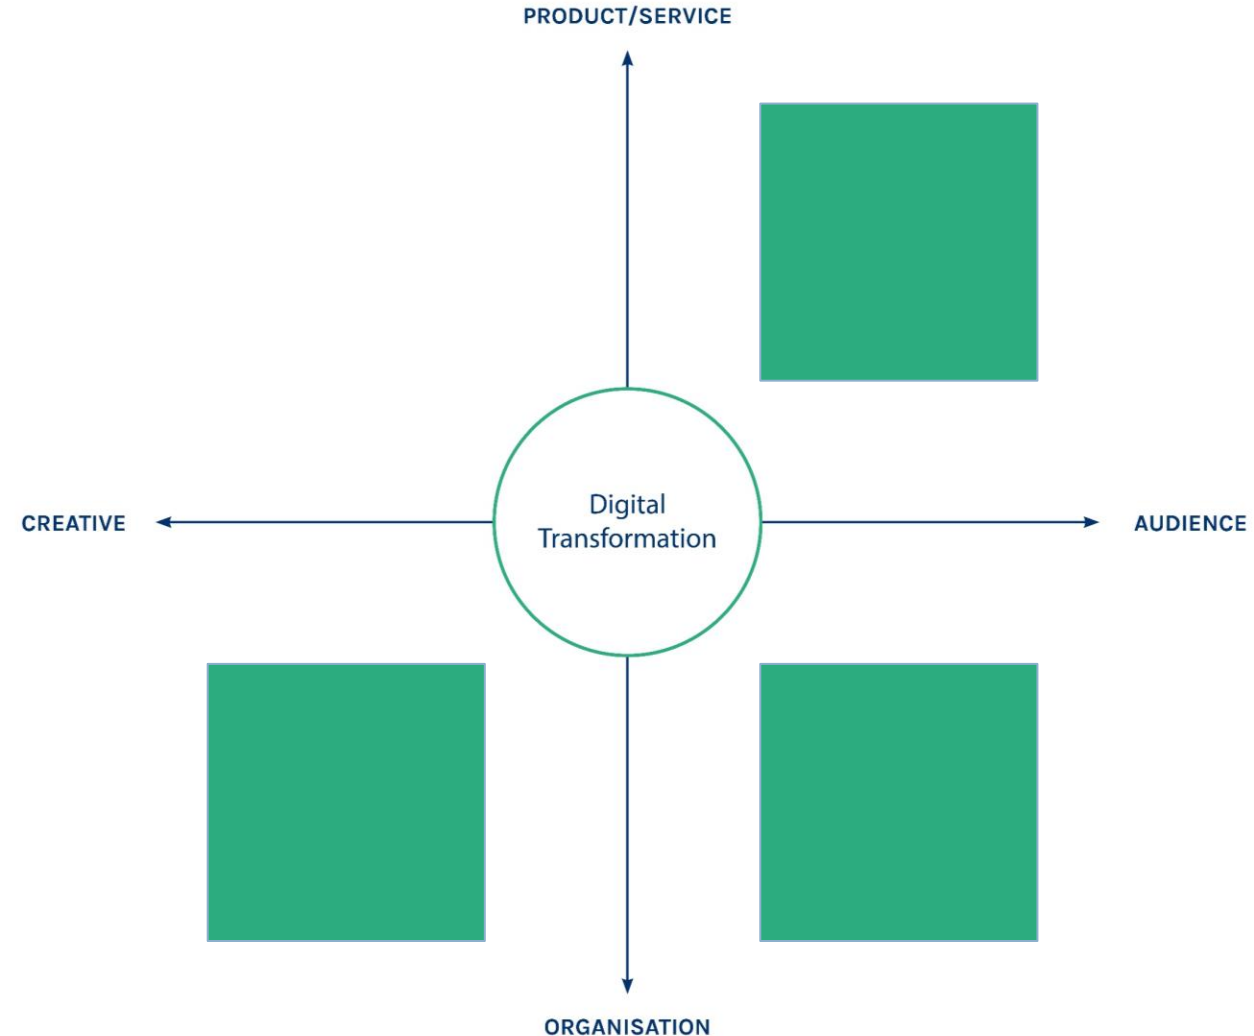 PRODUCT/SERVICE
Digital
Transformation
CREATIVE
AUDIENCE
ORGANISATION